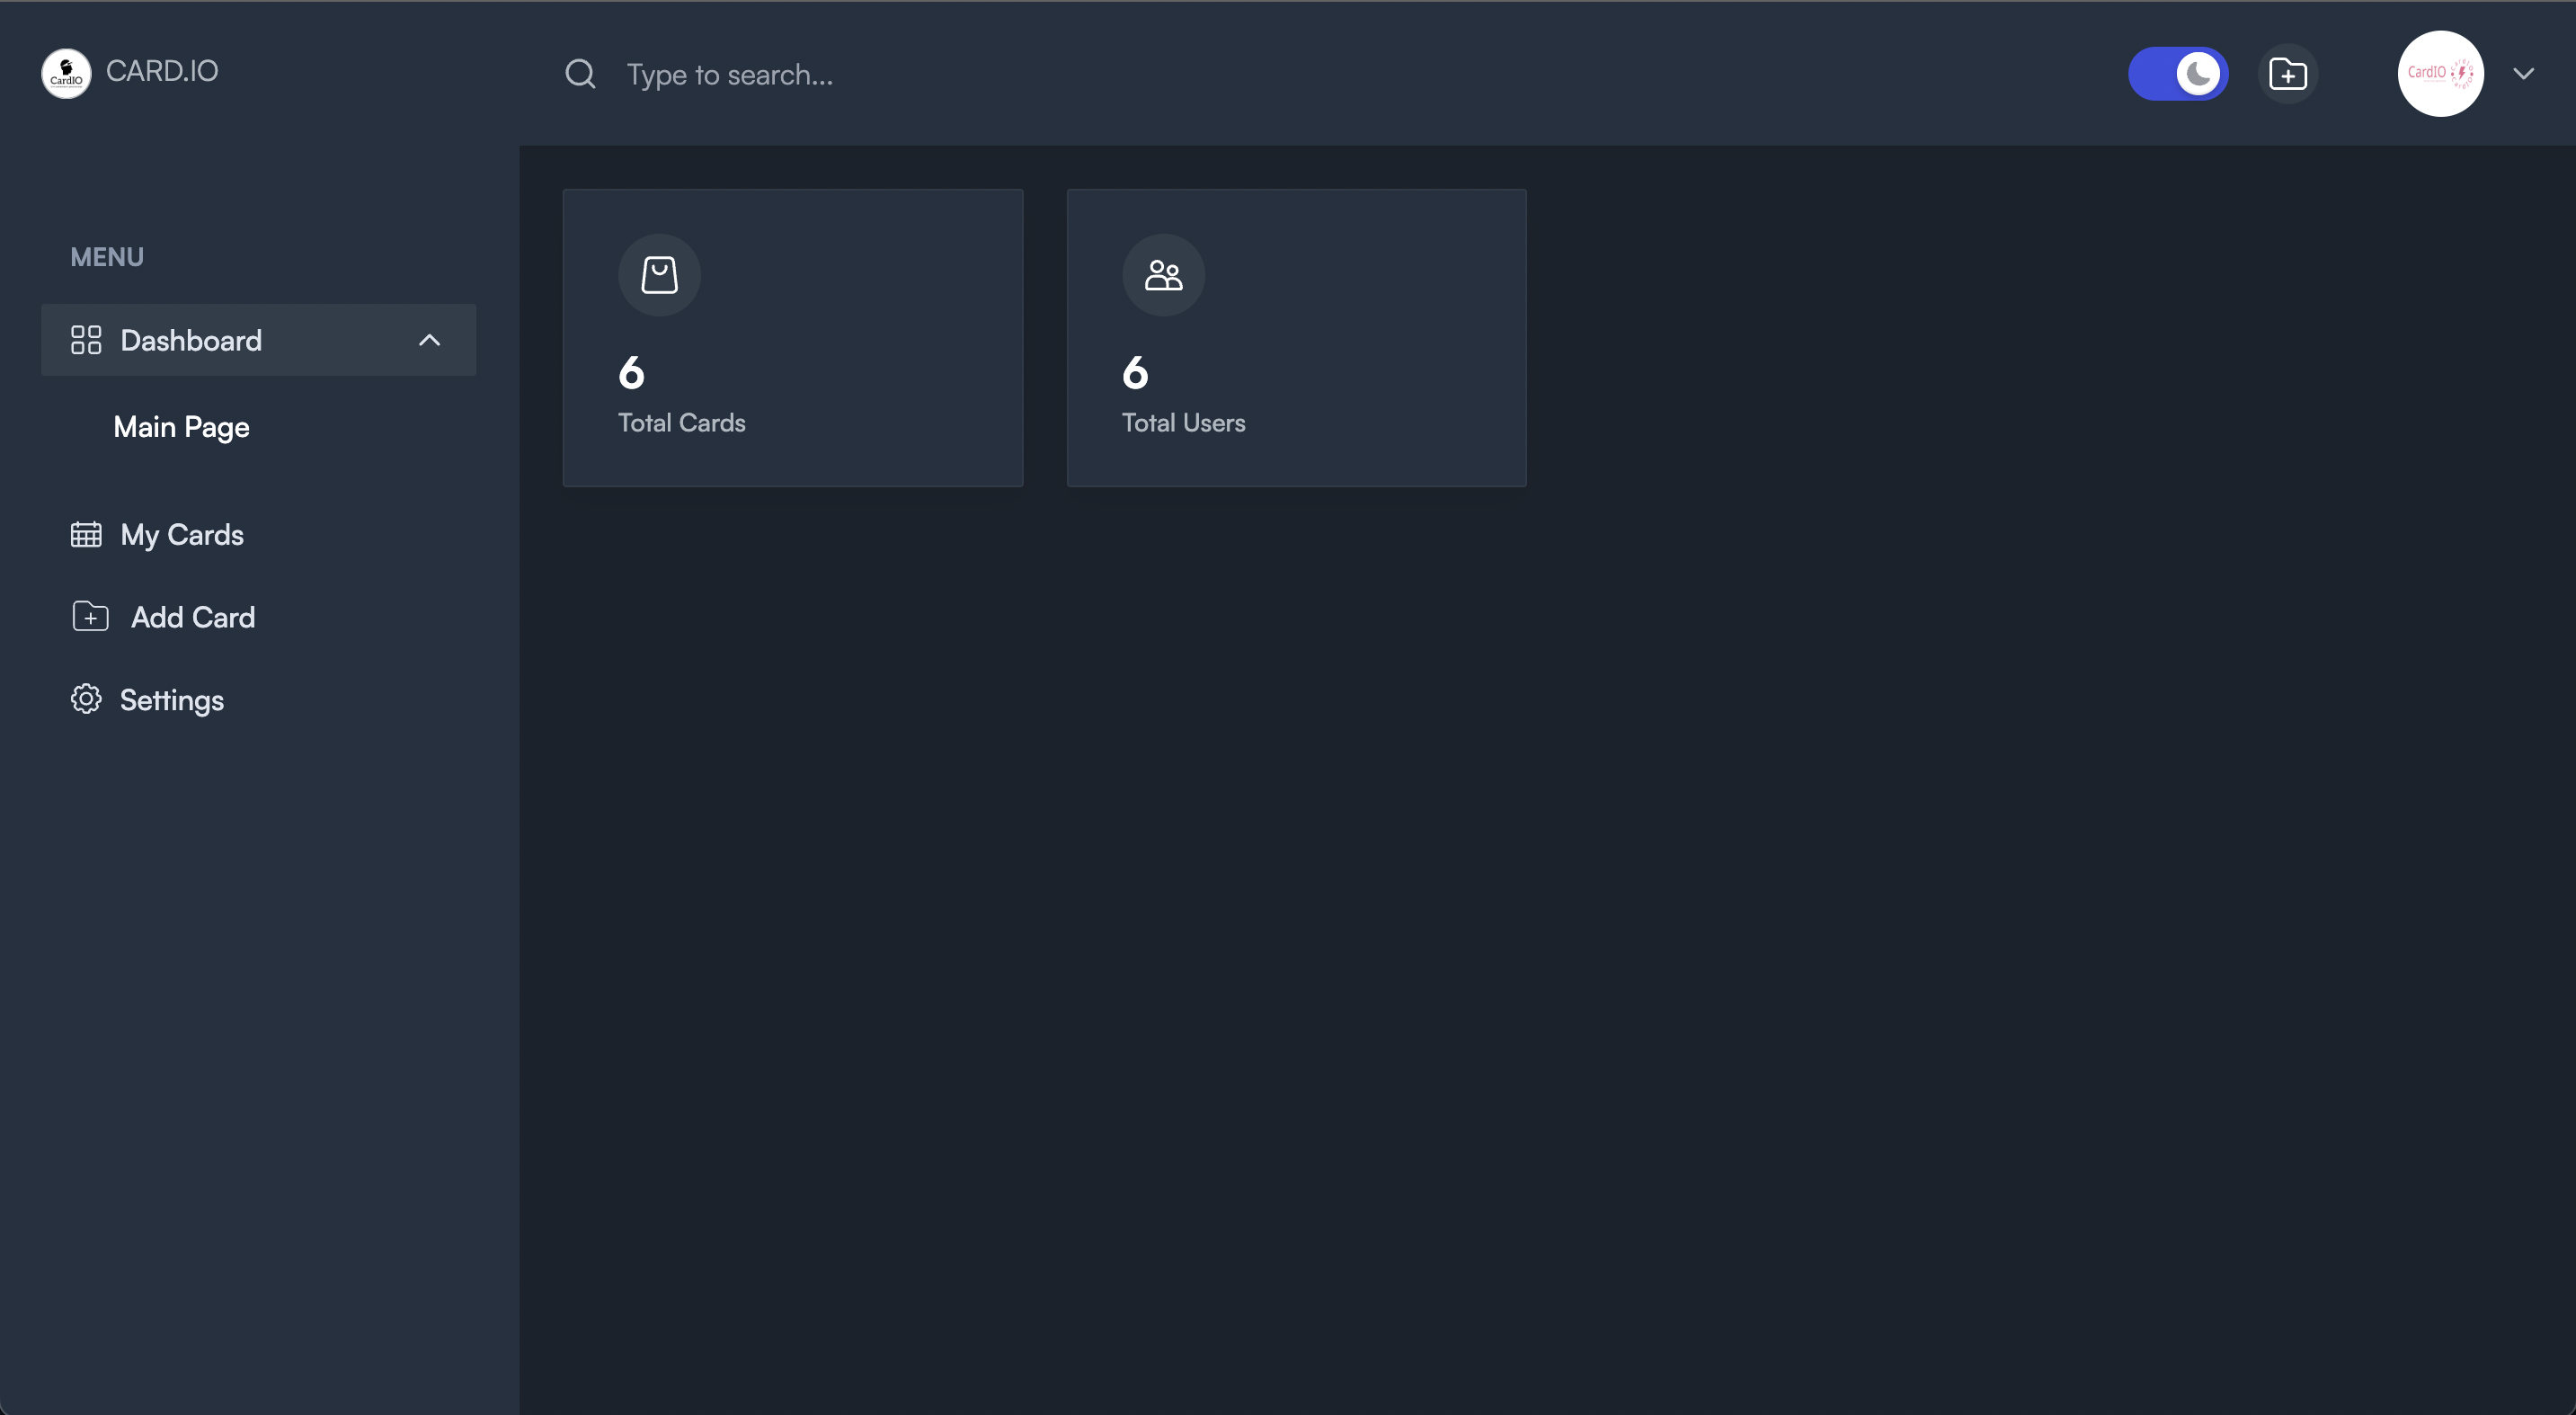 CardIO
CARD.IO
Type to search...
CardIO
MENU
Dashboard
Main Page
My Cards
Add Card
Settings
6
Total Cards
6
Total Users